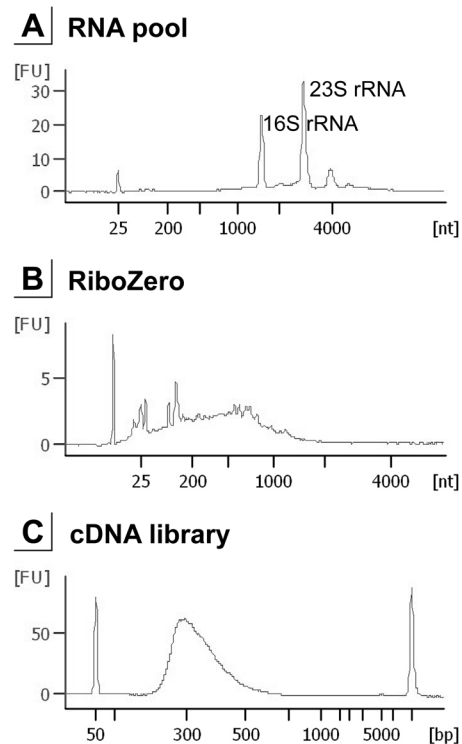 A RNA pool
[FU]
30
20
10
0
23S rRNA
16S rRNA
25 200 1000 4000 [nt]
B RiboZero
[FU]
5
0
25 200 1000 4000 [nt]
C cDNA library
[FU]
50
0
50 300 500 1000 5000 [bp]